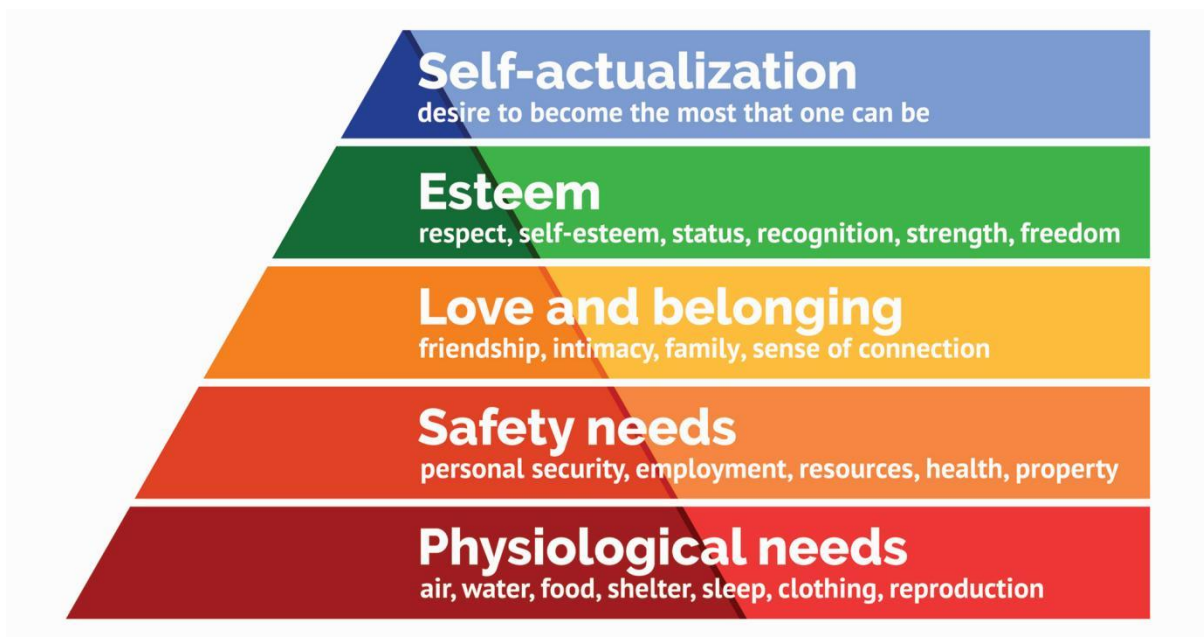 Self-actualization
desire to become the most that one can be
Esteem
respect, self-esteem, status, recognition, strength, freedom
Love and belonging
friendship, intimacy, family, sense of connection
Safety needs
personal security, employment, resources, health, property
Physiological needs
air, water, food, shelter, sleep, clothing, reproduction